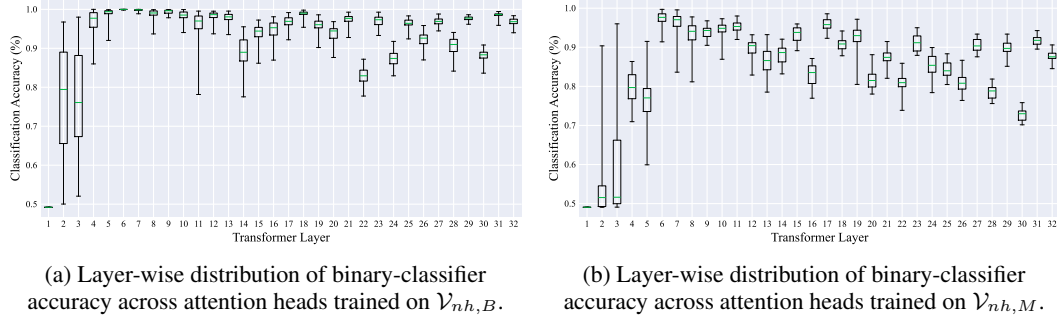 1.0
0.9
0.8
0.7
0.6
0.5
Classification Accuracy (%)
1 2 3 4 5 6 7 8 9 10 11 12 13 14 15 16 17 18 19 20 21 22 23 24 25 26 27 28 29 30 31 32
Transformer Layer
(a) Layer-wise distribution of binary-classifier
accuracy across attention heads trained on 𝒱nh,B.
1.0
0.9
0.8
0.7
0.6
0.5
Classification Accuracy (%)
1 2 3 4 5 6 7 8 9 10 11 12 13 14 15 16 17 18 19 20 21 22 23 24 25 26 27 28 29 30 31 32
Transformer Layer
(b) Layer-wise distribution of binary-classifier
accuracy across attention heads trained on 𝒱nh,M.